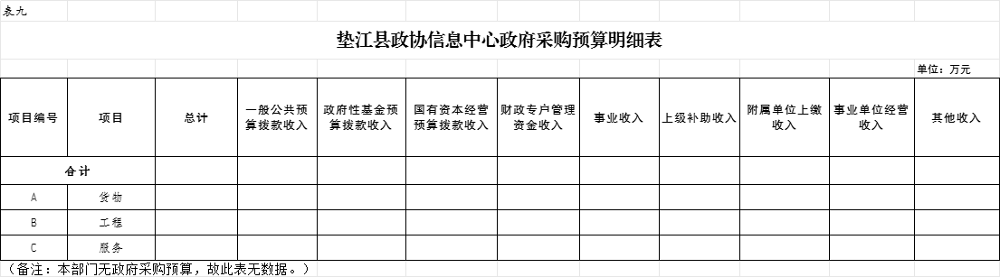 表九
垫江县政协信息中心政府采购预算明细表
单位：万元
项目编号 项目 总计 一般公共预算拨款收入 政府性基金预算拨款收入 国有资本经营预算拨款收入 财政专户管理资金收入 事业收入 上级补助收入 附属单位上缴收入 事业单位经营收入 其他收入
合计
A 货物
B 工程
C 服务
（备注：本部门无政府采购预算，故此表无数据。）